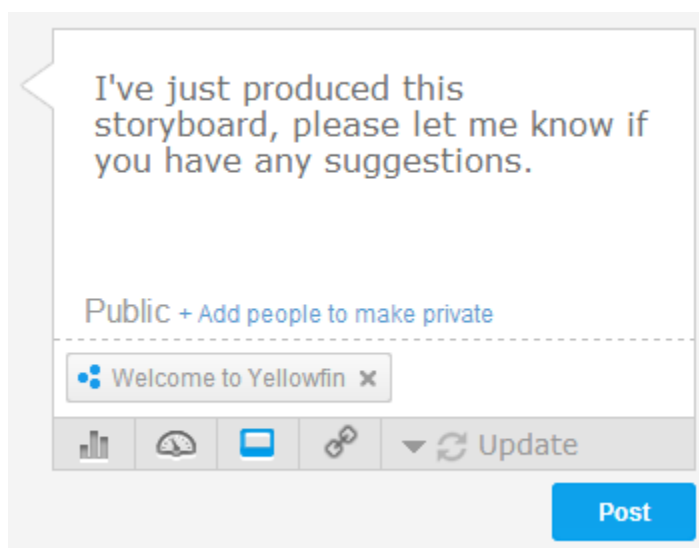 I've just produced this
storyboard, please let me know if
you have any suggestions.
Public + Add people to make private
Welcome to Yellowfin
Update
Post